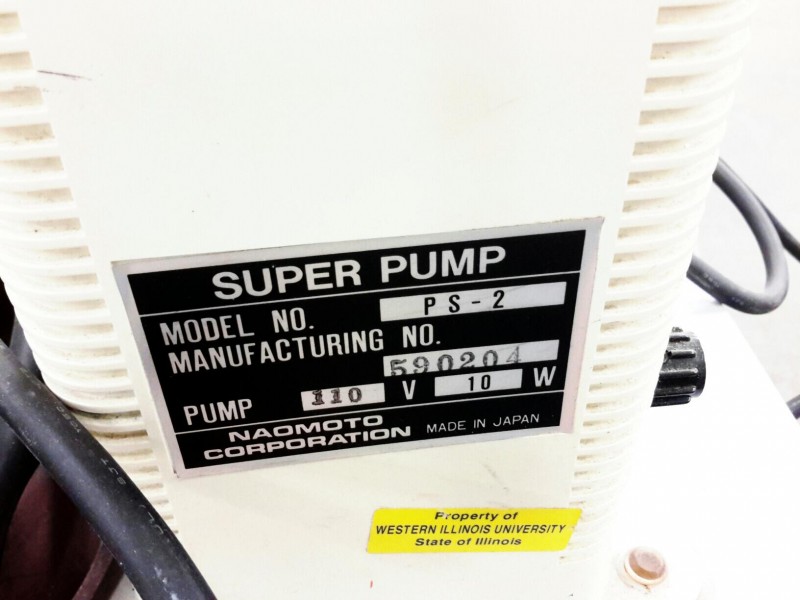 SUPER PUMP
MODEL NO. PS-2
MANUFACTURING NO. 590204
PUMP 110 V 10 W
NAOMOTO
CORPORATION MADE IN JAPAN
Property of
WESTERN ILLINOIS UNIVERSITY
State of Illinois